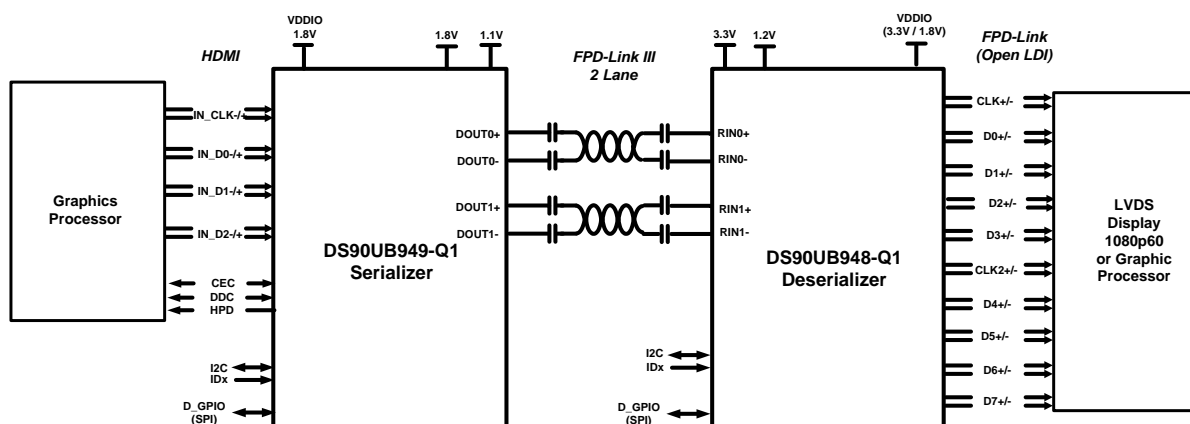 VDDIO
1.8V
1.8V
1.1V
3.3V
1.2V
VDDIO
(3.3V / 1.8V)
HDMI
FPD-Link III
2 Lane
FPD-Link
(Open LDI)
Graphics
Processor
IN_CLK-/+
IN_D0-/+
IN_D1-/+
IN_D2-/+
CEC
DDC
HPD
I2C
IDx
D_GPIO
(SPI)
DS90UB949-Q1
Serializer
DOUT0+
DOUT0-
DOUT1+
DOUT1-
RIN0+
RIN0-
RIN1+
RIN1-
DS90UB948-Q1
Deserializer
I2C
IDx
D_GPIO
(SPI)
CLK+/-
D0+/-
D1+/-
D2+/-
D3+/-
CLK2+/-
D4+/-
D5+/-
D6+/-
D7+/-
LVDS
Display
1080p60
or Graphic
Processor